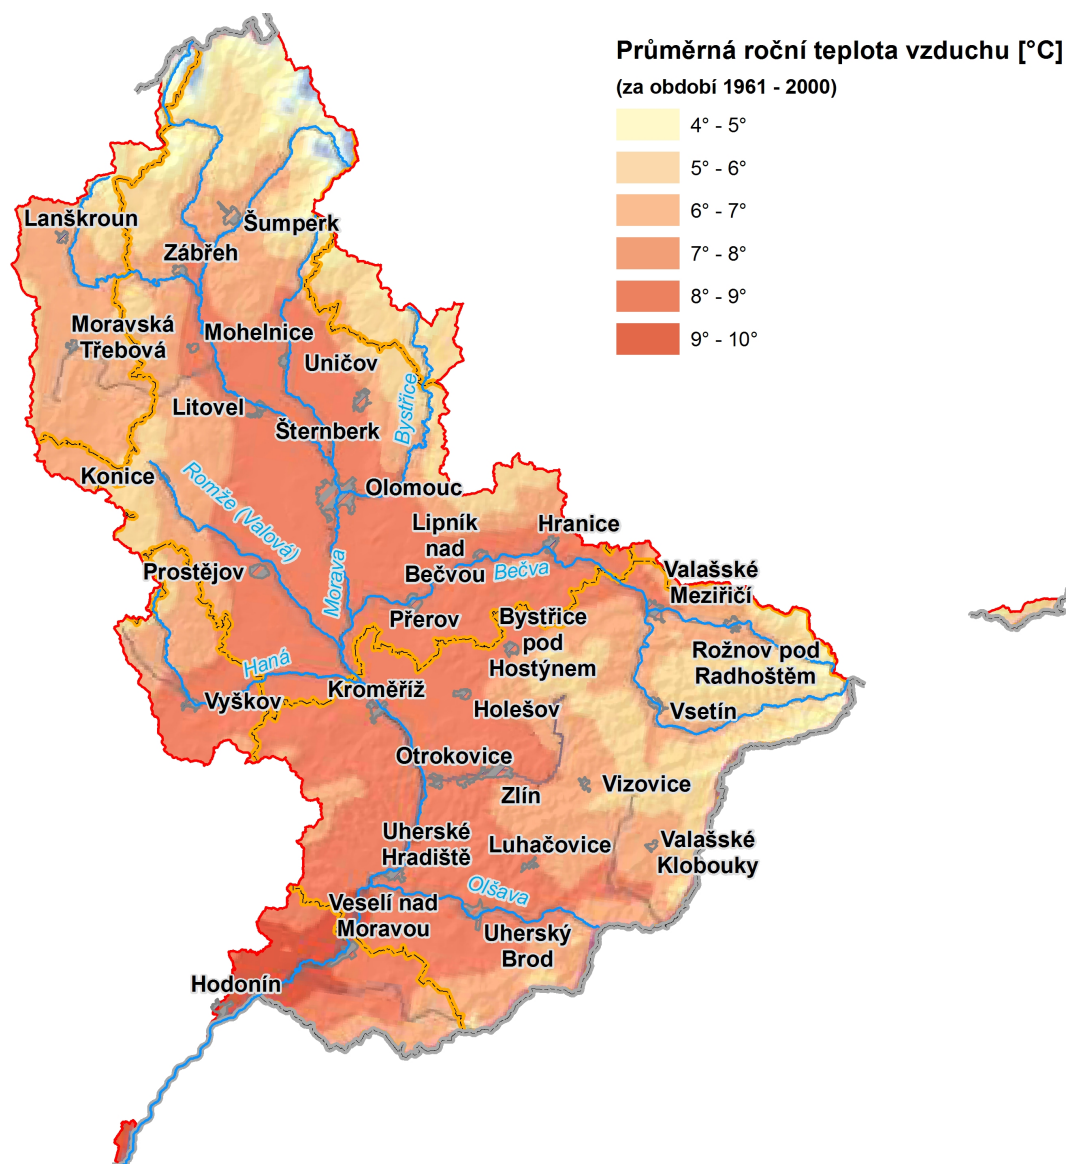 Průměrná roční teplota vzduchu [°C]
(za období 1961 - 2000)
4° - 5°
5° - 6°
6° - 7°
7° - 8°
8° - 9°
9° - 10°
Lanškroun
Šumperk
Zábřeh
Moravská
Třebová
Mohelnice
Uničov
Bystřice
Litovel
Šternberk
Konice
Romže (Valová)
Olomouc
Lipník
nad
Bečvou
Hranice
Bečva
Prostějov
Morava
Valašské
Meziříčí
Přerov
Bystřice
pod
Hostýnem
Rožnov pod
Radhoštěm
Haná
Vyškov
Kroměříž
Holešov
Vsetín
Otrokovice
Zlín
Vizovice
Uherské
Hradiště
Luhačovice
Valašské
Klobouky
Olšava
Veselí nad
Moravou
Uherský
Brod
Hodonín